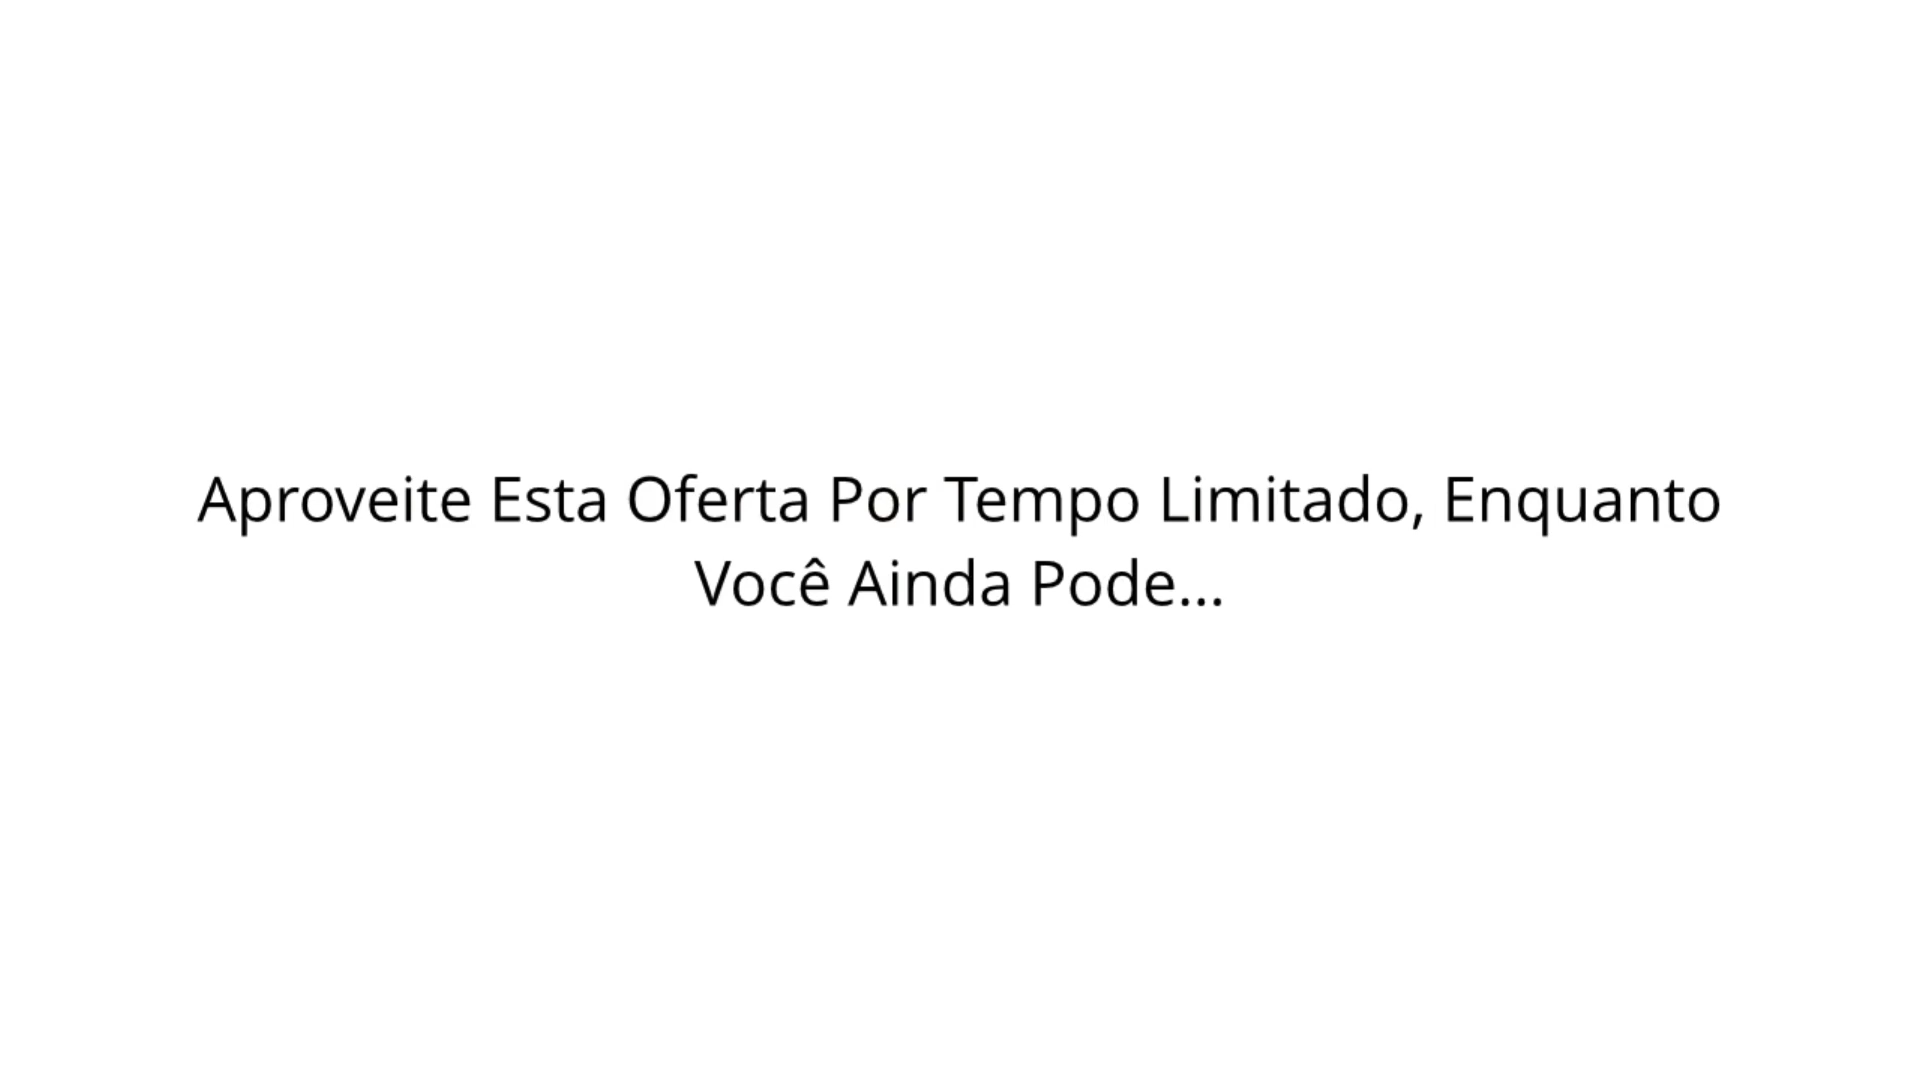 Aproveite Esta Oferta Por Tempo Limitado, Enquanto
Você Ainda Pode...